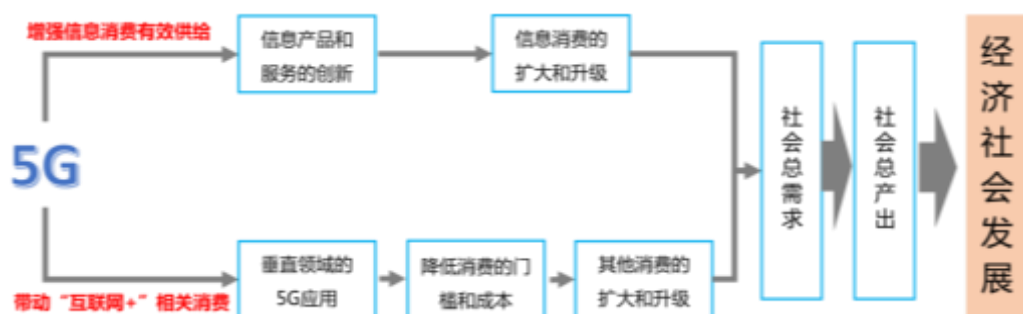 增强信息消费有效供给
信息产品和
服务的创新
信息消费的
扩大和升级
5G
带动“互联网+”相关消费
垂直领域的
5G应用
降低消费的门
槛和成本
其他消费的
扩大和升级
社会总需求
社会总产出
经济社会发展